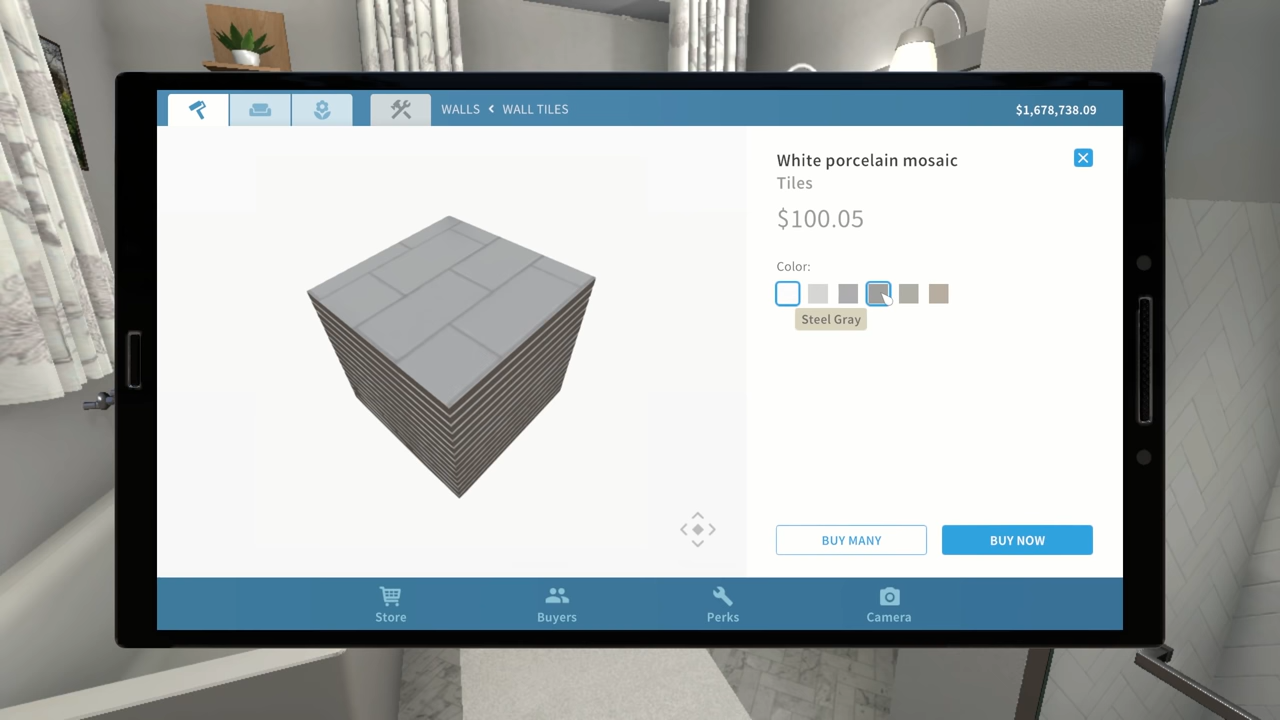 WALLS < WALL TILES
$1,678,738.09
White porcelain mosaic
Tiles
$100.05
Color:
Steel Gray
BUY MANY
BUY NOW
Store
Buyers
Perks
Camera